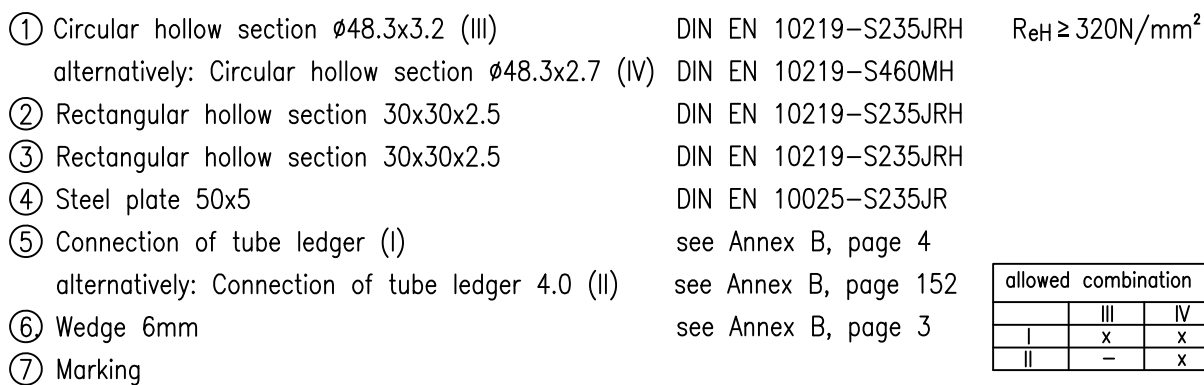 ① Circular hollow section ø48.3x3.2 (III) DIN EN 10219-S235JRH ReH ≥ 320N/mm²
alternatively: Circular hollow section ø48.3x2.7 (IV) DIN EN 10219-S460MH
② Rectangular hollow section 30x30x2.5 DIN EN 10219-S235JRH
③ Rectangular hollow section 30x30x2.5 DIN EN 10219-S235JRH
④ Steel plate 50x5 DIN EN 10025-S235JR
⑤ Connection of tube ledger (I) see Annex B, page 4
alternatively: Connection of tube ledger 4.0 (II) see Annex B, page 152
⑥ Wedge 6mm see Annex B, page 3
⑦ Marking
allowed combination
III IV
I x x
II - x